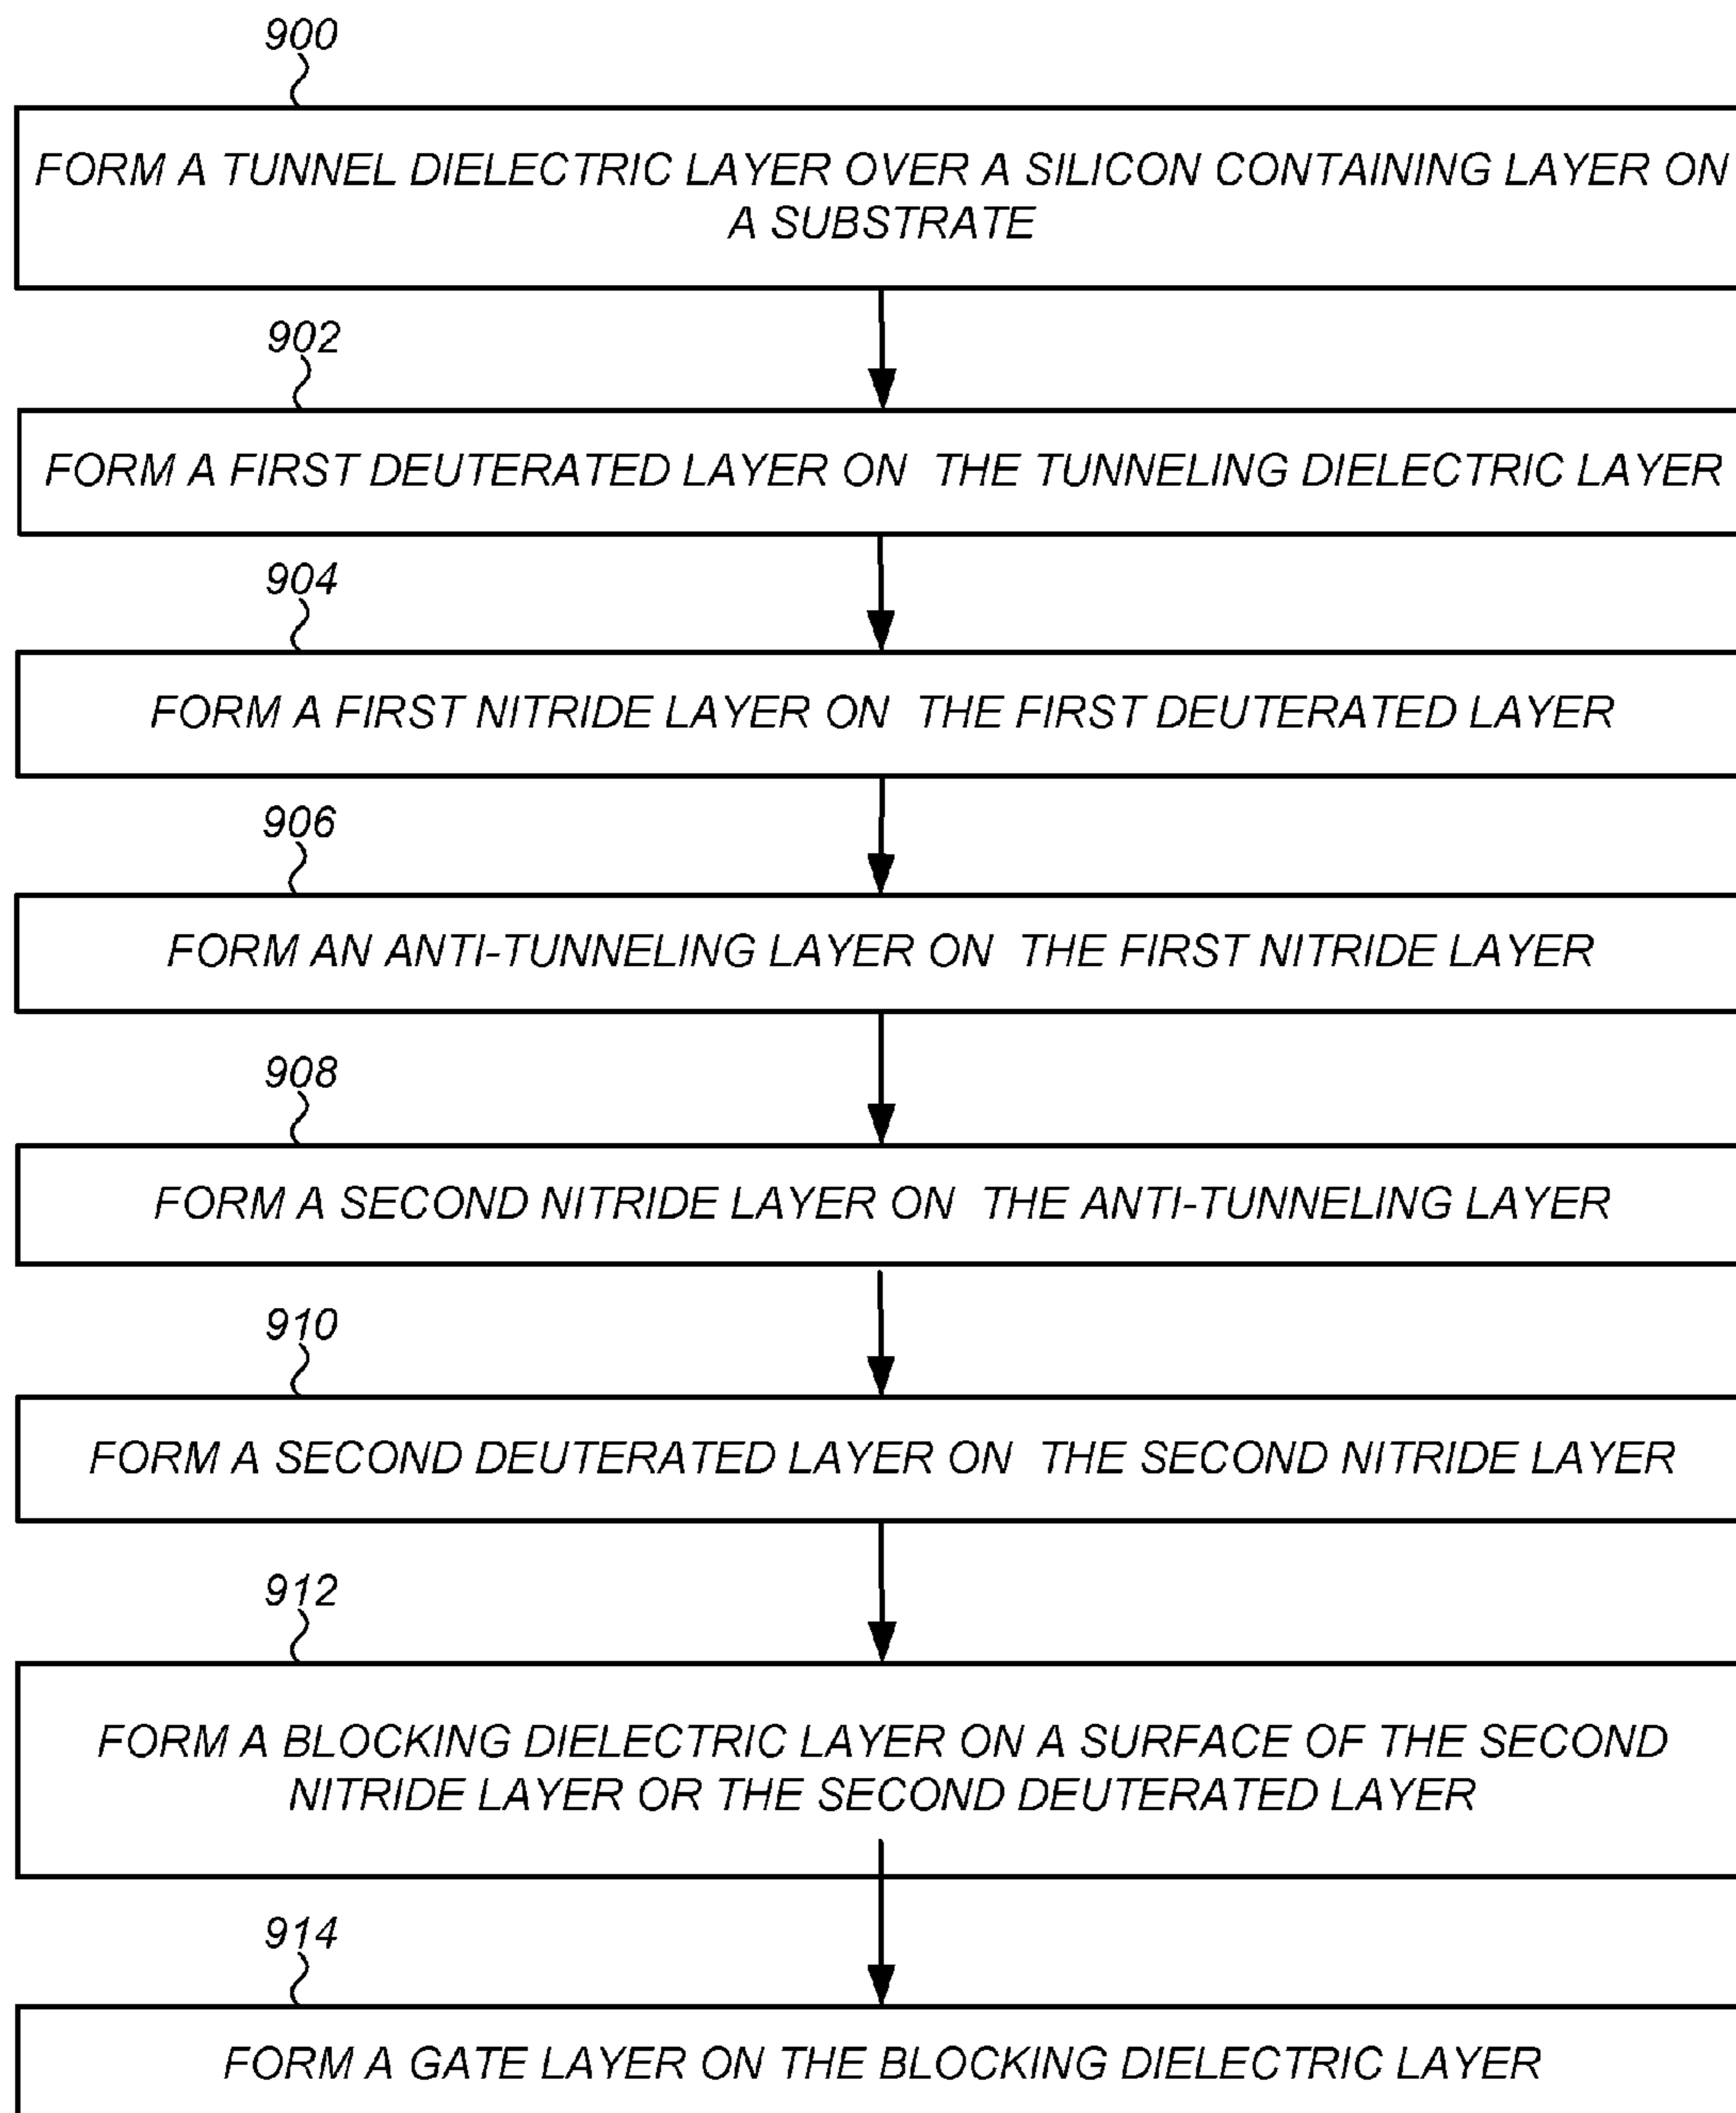 900
FORM A TUNNEL DIELECTRIC LAYER OVER A SILICON CONTAINING LAYER ON
A SUBSTRATE
902
FORM A FIRST DEUTERATED LAYER ON THE TUNNELING DIELECTRIC LAYER
904
FORM A FIRST NITRIDE LAYER ON THE FIRST DEUTERATED LAYER
906
FORM AN ANTI-TUNNELING LAYER ON THE FIRST NITRIDE LAYER
908
FORM A SECOND NITRIDE LAYER ON THE ANTI-TUNNELING LAYER
910
FORM A SECOND DEUTERATED LAYER ON THE SECOND NITRIDE LAYER
912
FORM A BLOCKING DIELECTRIC LAYER ON A SURFACE OF THE SECOND
NITRIDE LAYER OR THE SECOND DEUTERATED LAYER
914
FORM A GATE LAYER ON THE BLOCKING DIELECTRIC LAYER